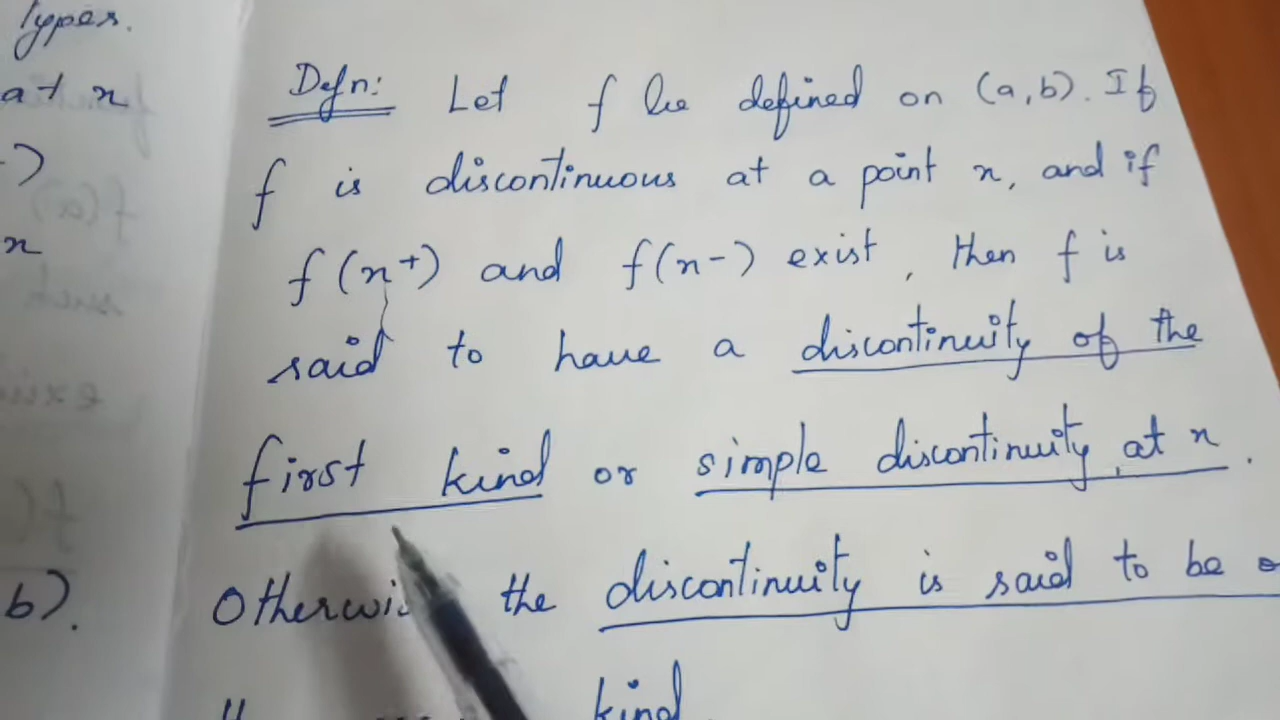 Types.
at x
-)
x
b).
Defn: Let f be defined on (a,b). If
f is discontinuous at a point x, and if
f(x+) and f(x-) exist, then f is
said to have a discontinuity of the
first kind or simple discontinuity at x.
Otherwi the discontinuity is said to be o
kind